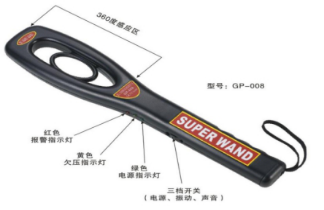 360度感应区
型号：GP-008
SUPER WAND
红色
报警指示灯
黄色
欠压指示灯
绿色
电源指示灯
三档开关
（电源、振动、声音）